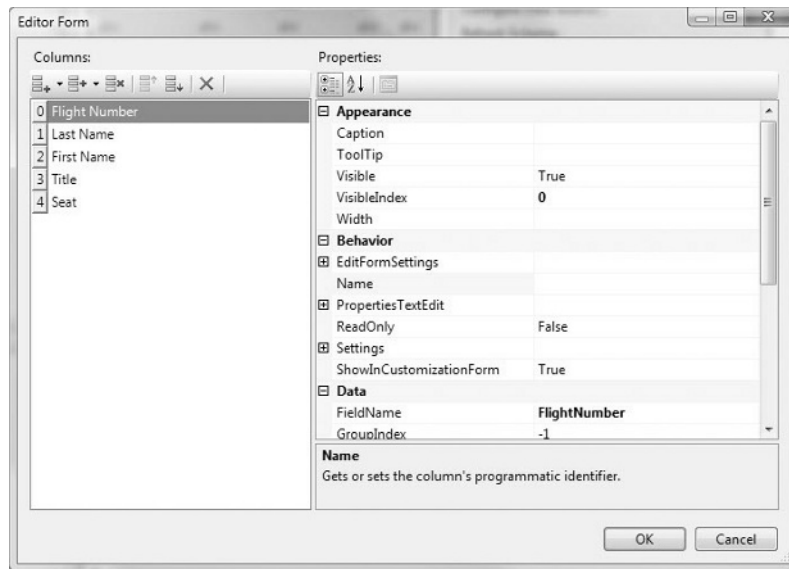 Editor Form
Columns:
0 Flight Number
1 Last Name
2 First Name
3 Title
4 Seat
Properties:
Appearance
Caption
ToolTip
Visible True
VisibleIndex 0
Width
Behavior
EditFormSettings
Name
PropertiesTextEdit
ReadOnly False
Settings
ShowInCustomizationForm True
Data
FieldName FlightNumber
GroupIndex -1
Name
Gets or sets the column's programmatic identifier.
OK Cancel